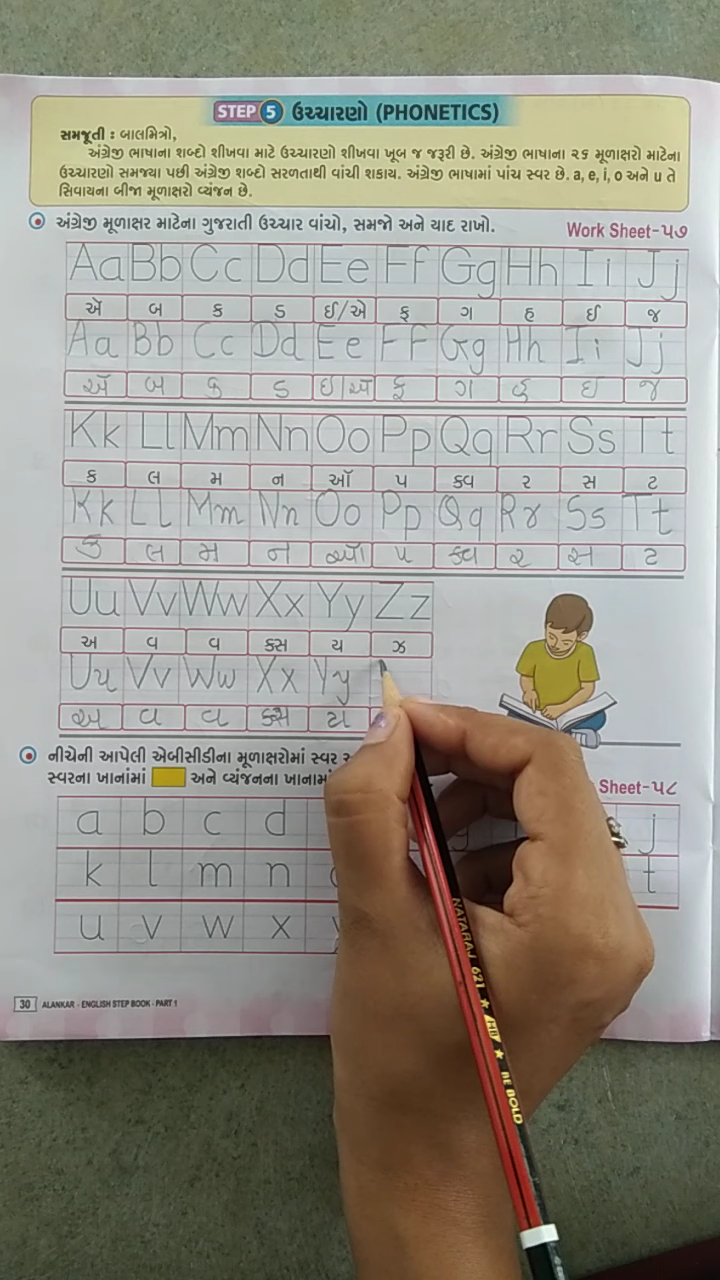 STEP 5 ઉચ્ચારણો (PHONETICS)
સમજૂતી : બાલમિત્રો,
અંગ્રેજી ભાષાના શબ્દો શીખવા માટે ઉચ્ચારણો શીખવા ખૂબ જ જરૂરી છે. અંગ્રેજી ભાષાના ૨૬ મૂળાક્ષરો માટેના
ઉચ્ચારણો સમજ્યા પછી અંગ્રેજી શબ્દો સરળતાથી વાંચી શકાય. અંગ્રેજી ભાષામાં પાંચ સ્વર છે. a, e, i, o અને u તે
સિવાયના બીજા મૂળાક્ષરો વ્યંજન છે.
અંગ્રેજી મૂળાક્ષર માટેના ગુજરાતી ઉચ્ચાર વાંચો, સમજો અને યાદ રાખો.
Work Sheet-૫૭
Aa Bb Cc Dd Ee Ff Gg Hh Ii Jj
ઍ બ ક ડ ઈ/ઍ ફ ગ હ ઈ જ
Aa Bb Cc Dd Ee Ff Gg Hh Ii Jj
ઍ બ ક ડ ઈ/ઍ ફ ગ હ ઈ જ
Kk Ll Mm Nn Oo Pp Qq Rr Ss Tt
ક લ મ ન ઑ પ ક્વ ર સ ટ
Kk Ll Mm Nn Oo Pp Qq Rr Ss Tt
ક લ મ ન ઑ પ ક્વ ર સ ટ
Uu Vv Ww Xx Yy Zz
અ વ વ ક્સ ય ઝ
Uu Vv Ww Xx Yy
અ વ વ ક્સ ય
નીચેની આપેલી એબીસીડીના મૂળાક્ષરોમાં સ્વર
સ્વરના ખાનાંમાં અને વ્યંજનના ખાનામાં
Sheet-૫૮
a b c d j
k l m n t
u v w x
30 ALANKAR - ENGLISH STEP BOOK - PART 1
NATARAJ 621 HB BE BOLD